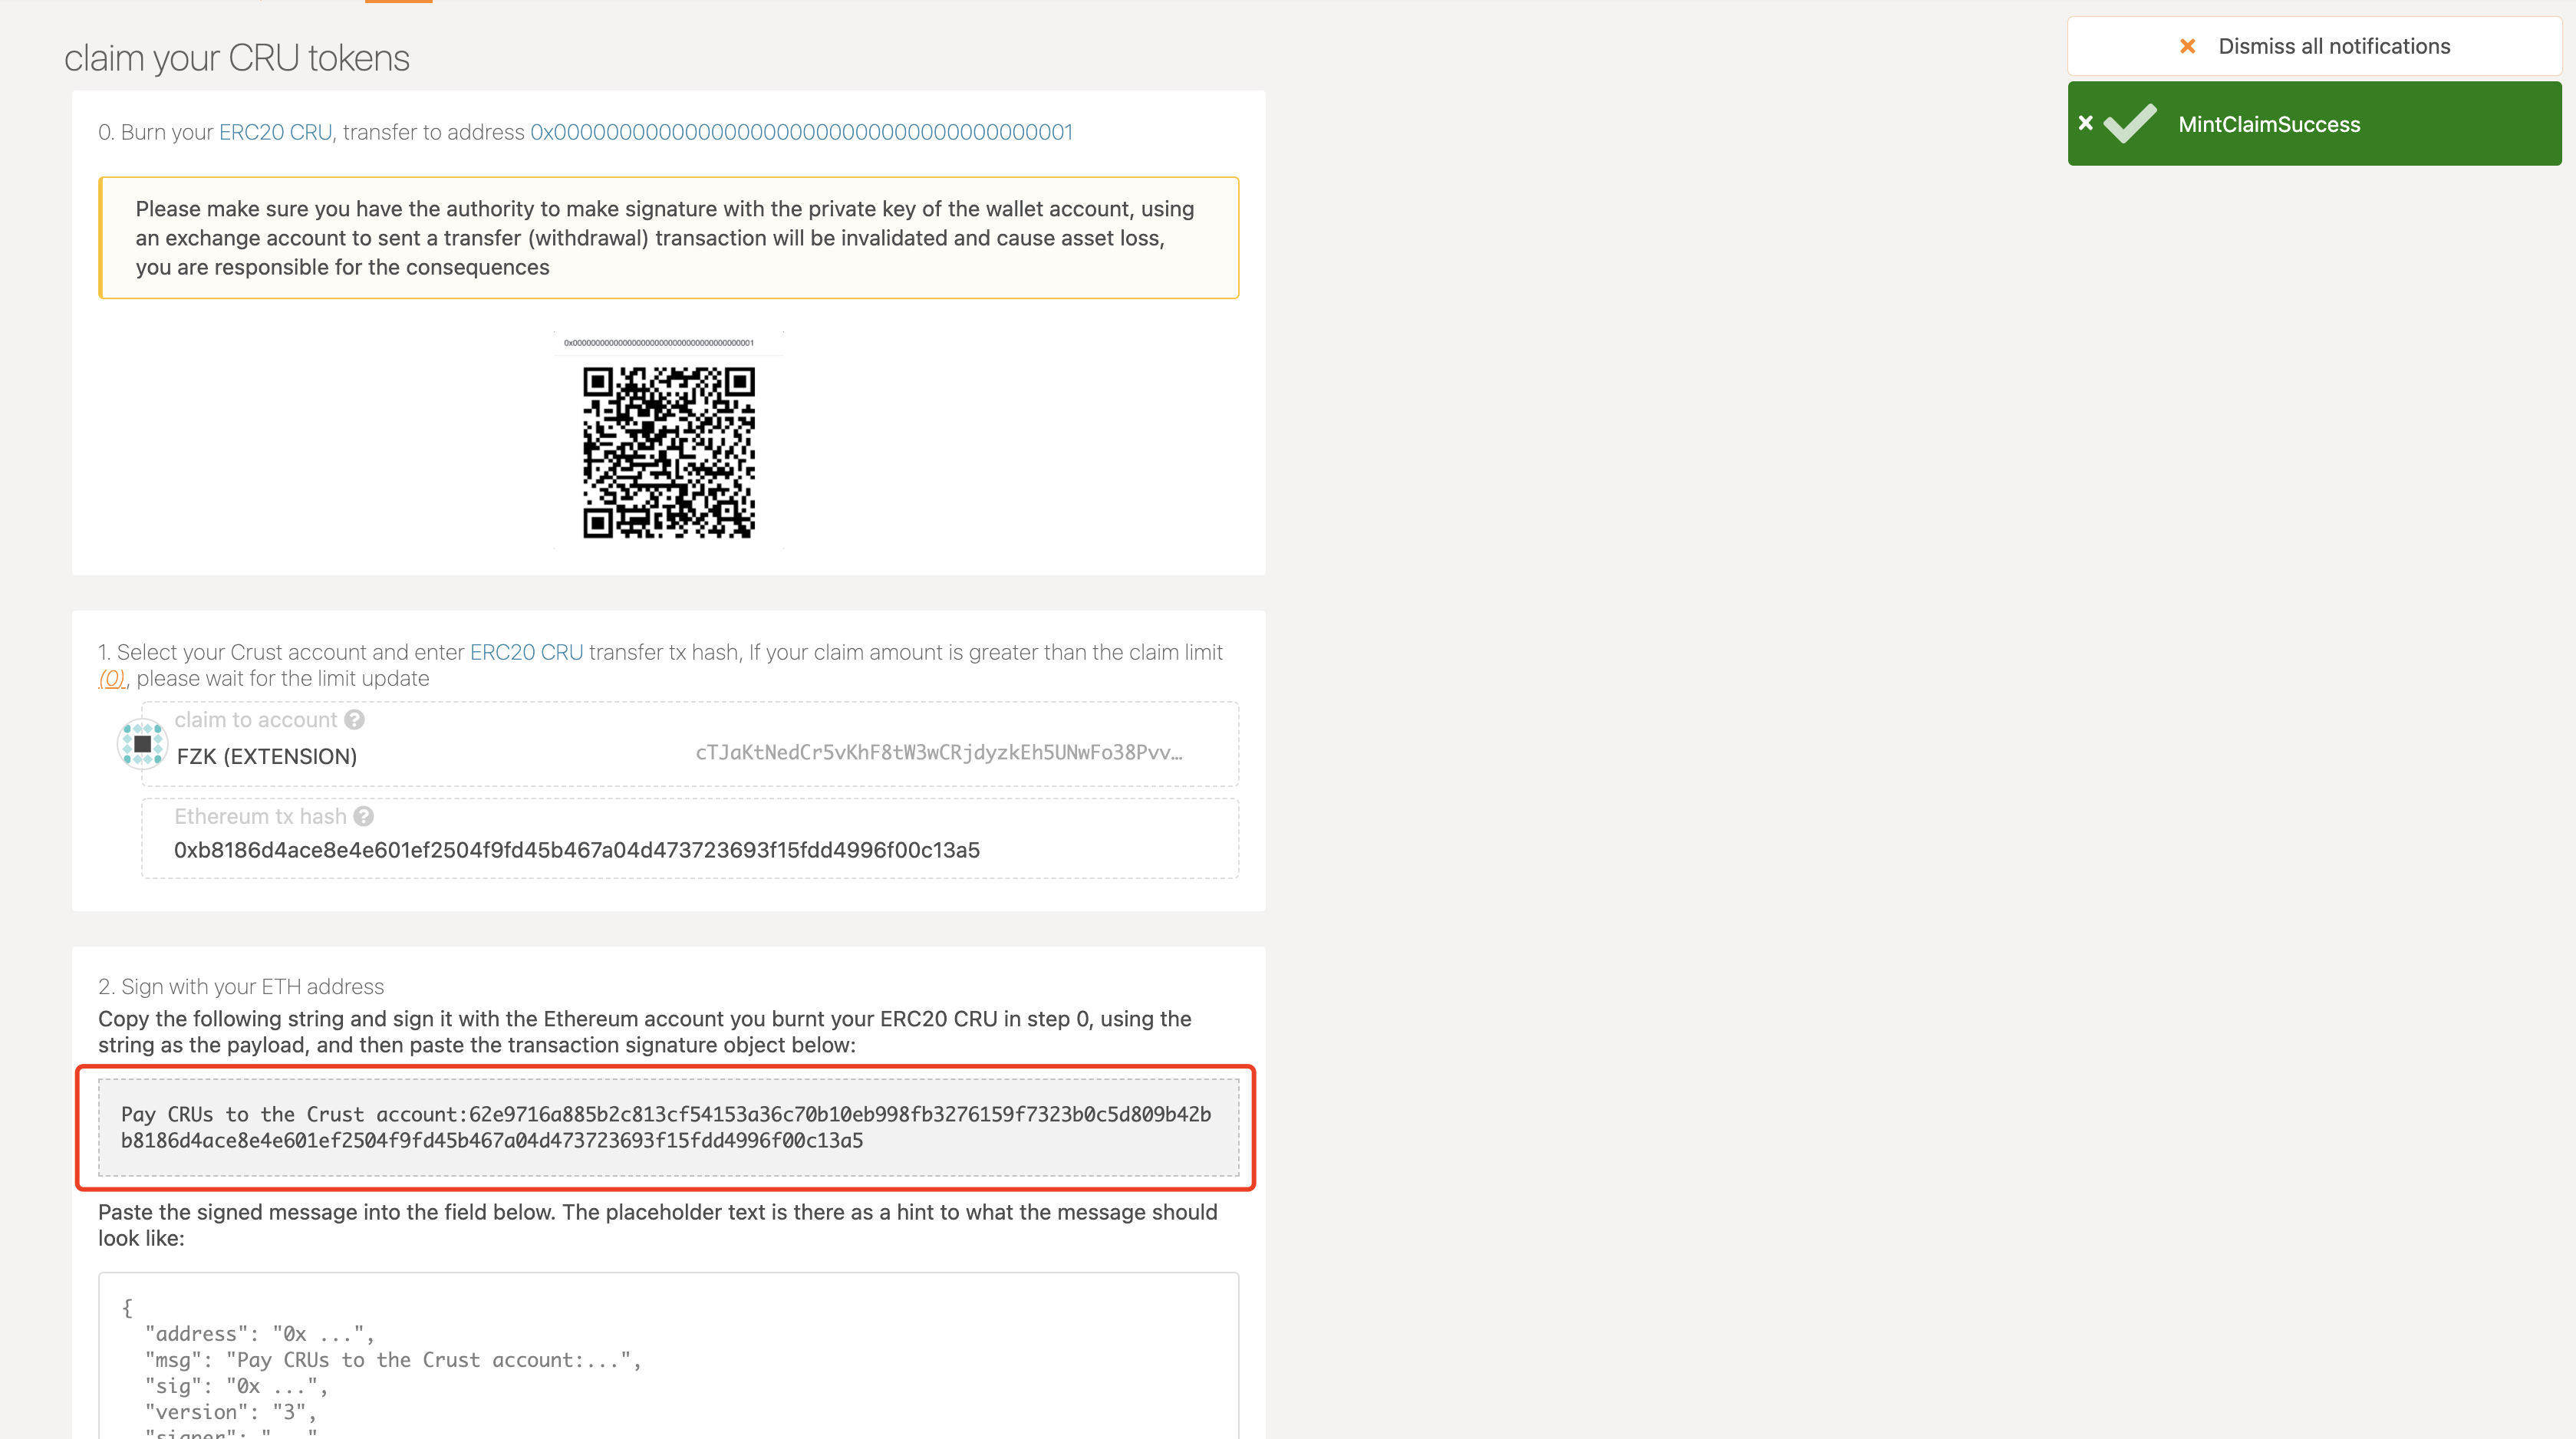 claim your CRU tokens
Dismiss all notifications
MintClaimSuccess
0. Burn your ERC20 CRU, transfer to address 0x0000000000000000000000000000000000000001
Please make sure you have the authority to make signature with the private key of the wallet account, using
an exchange account to sent a transfer (withdrawal) transaction will be invalidated and cause asset loss,
you are responsible for the consequences
0x0000000000000000000000000000000000000001
1. Select your Crust account and enter ERC20 CRU transfer tx hash, If your claim amount is greater than the claim limit
(0), please wait for the limit update
claim to account
FZK (EXTENSION)
cTJaKtNedCr5vKhF8tW3wCRjdyzkEh5UNwFo38Pvv…
Ethereum tx hash
0xb8186d4ace8e4e601ef2504f9fd45b467a04d473723693f15fdd4996f00c13a5
2. Sign with your ETH address
Copy the following string and sign it with the Ethereum account you burnt your ERC20 CRU in step 0, using the
string as the payload, and then paste the transaction signature object below:
Pay CRUs to the Crust account:62e9716a885b2c813cf54153a36c70b10eb998fb3276159f7323b0c5d809b42b
b8186d4ace8e4e601ef2504f9fd45b467a04d473723693f15fdd4996f00c13a5
Paste the signed message into the field below. The placeholder text is there as a hint to what the message should
look like:
{
"address": "0x ...",
"msg": "Pay CRUs to the Crust account:...",
"sig": "0x ...",
"version": "3",
"signer": "..."